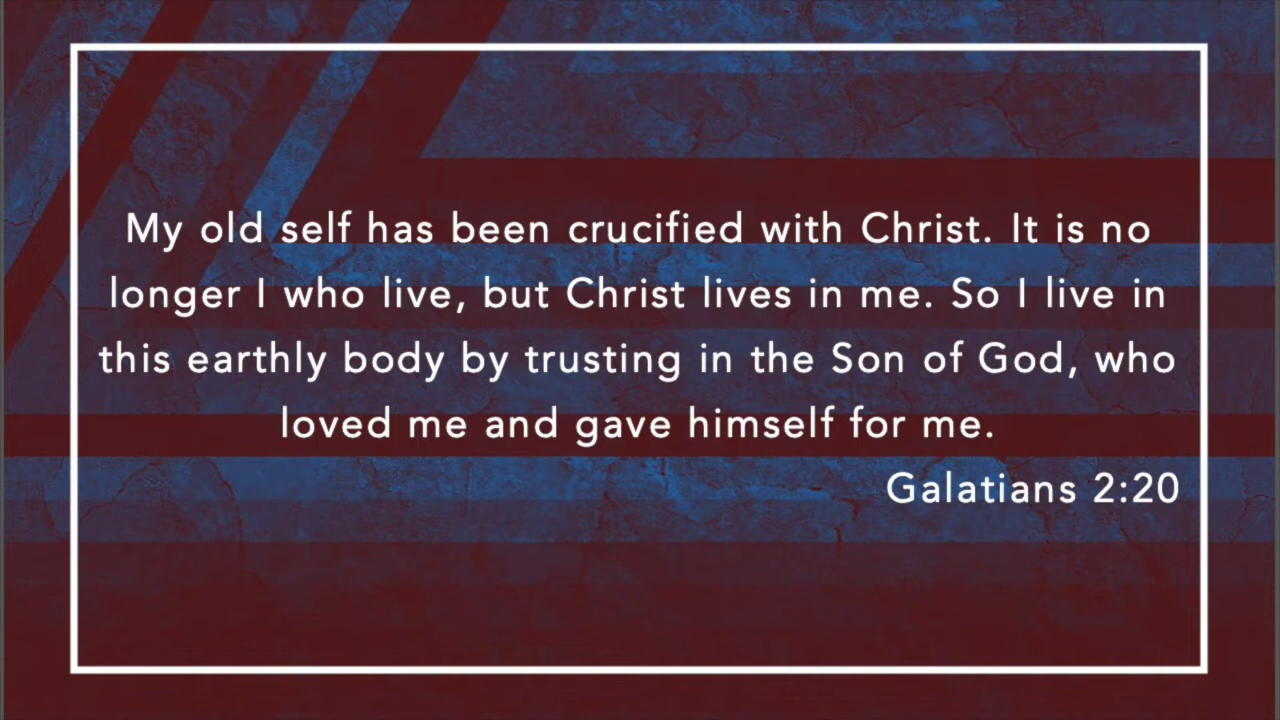 My old self has been crucified with Christ. It is no
longer I who live, but Christ lives in me. So I live in
this earthly body by trusting in the Son of God, who
loved me and gave himself for me.
Galatians 2:20